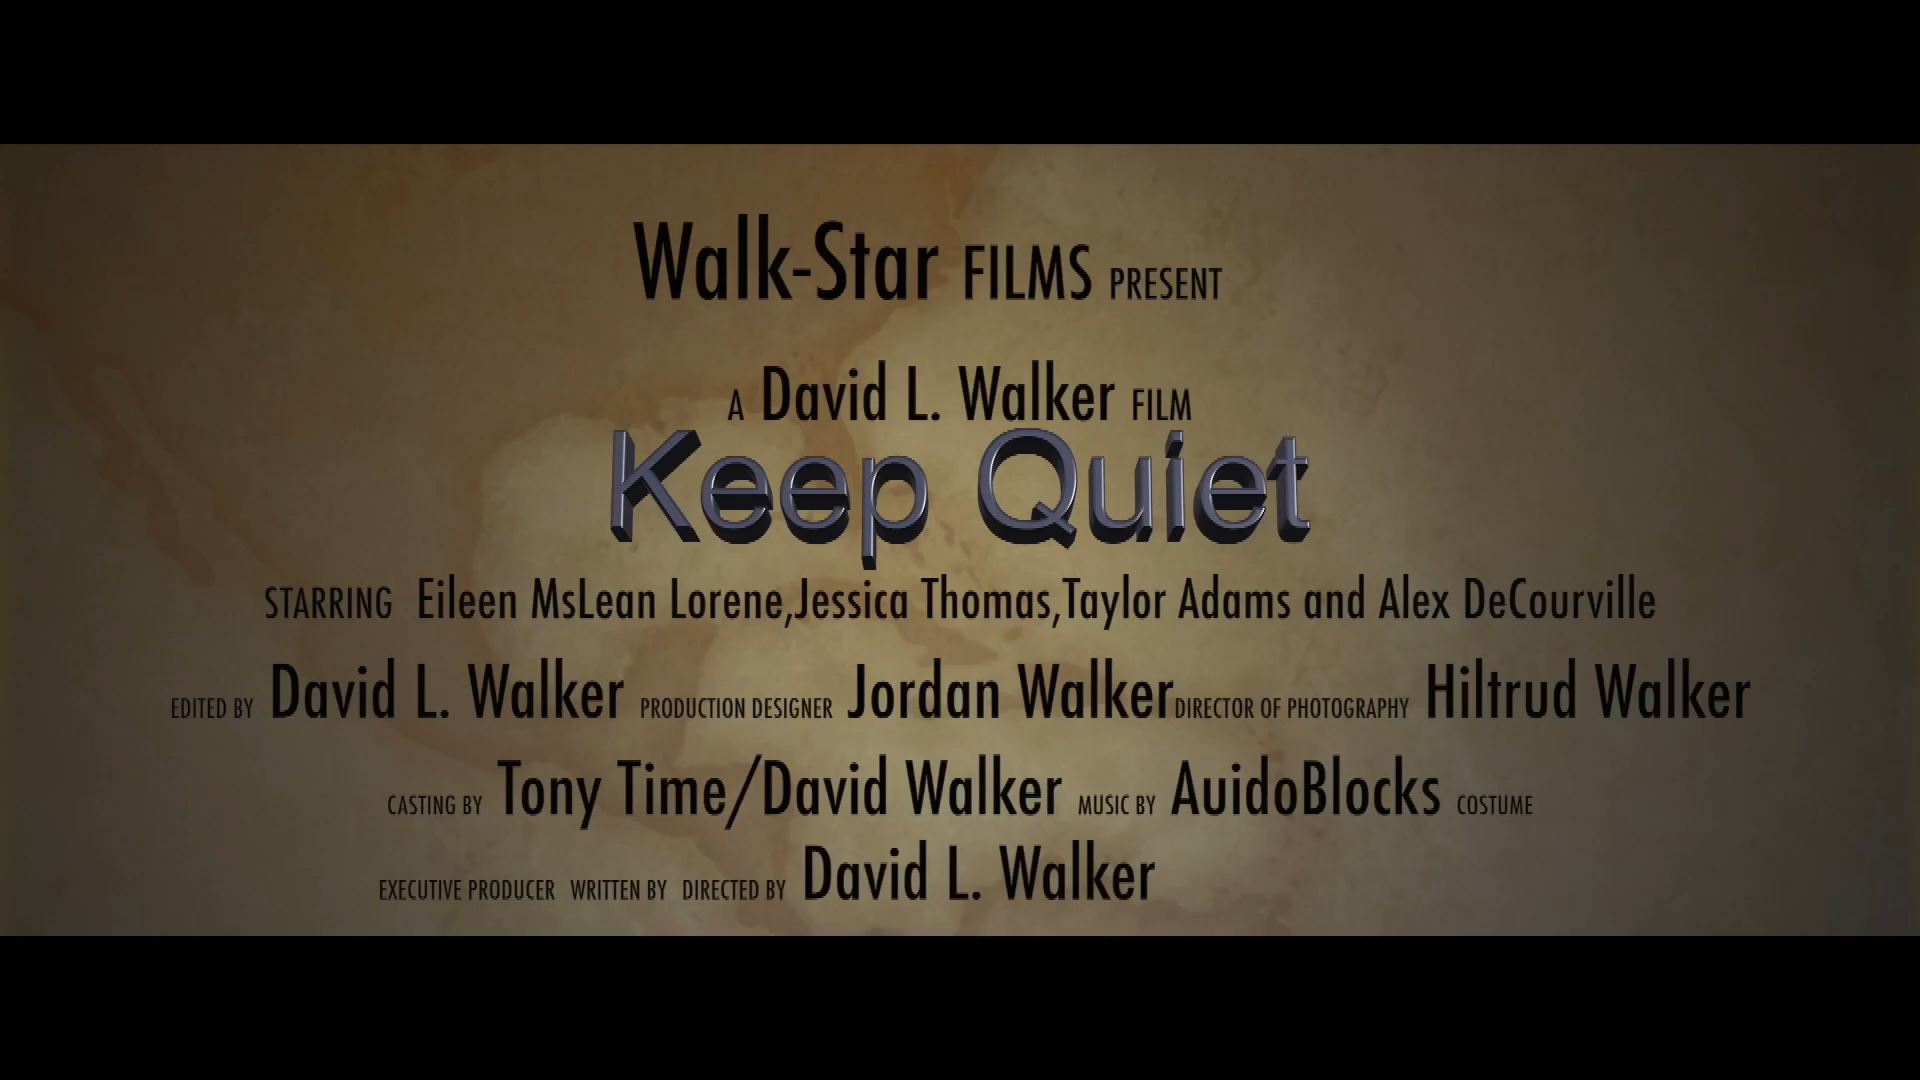 Walk-Star FILMS PRESENT
A David L. Walker FILM
Keep Quiet
STARRING Eileen MsLean Lorene,Jessica Thomas,Taylor Adams and Alex DeCourville
EDITED BY David L. Walker PRODUCTION DESIGNER Jordan Walker DIRECTOR OF PHOTOGRAPHY Hiltrud Walker
CASTING BY Tony Time/David Walker MUSIC BY AuidoBlocks COSTUME
EXECUTIVE PRODUCER WRITTEN BY DIRECTED BY David L. Walker